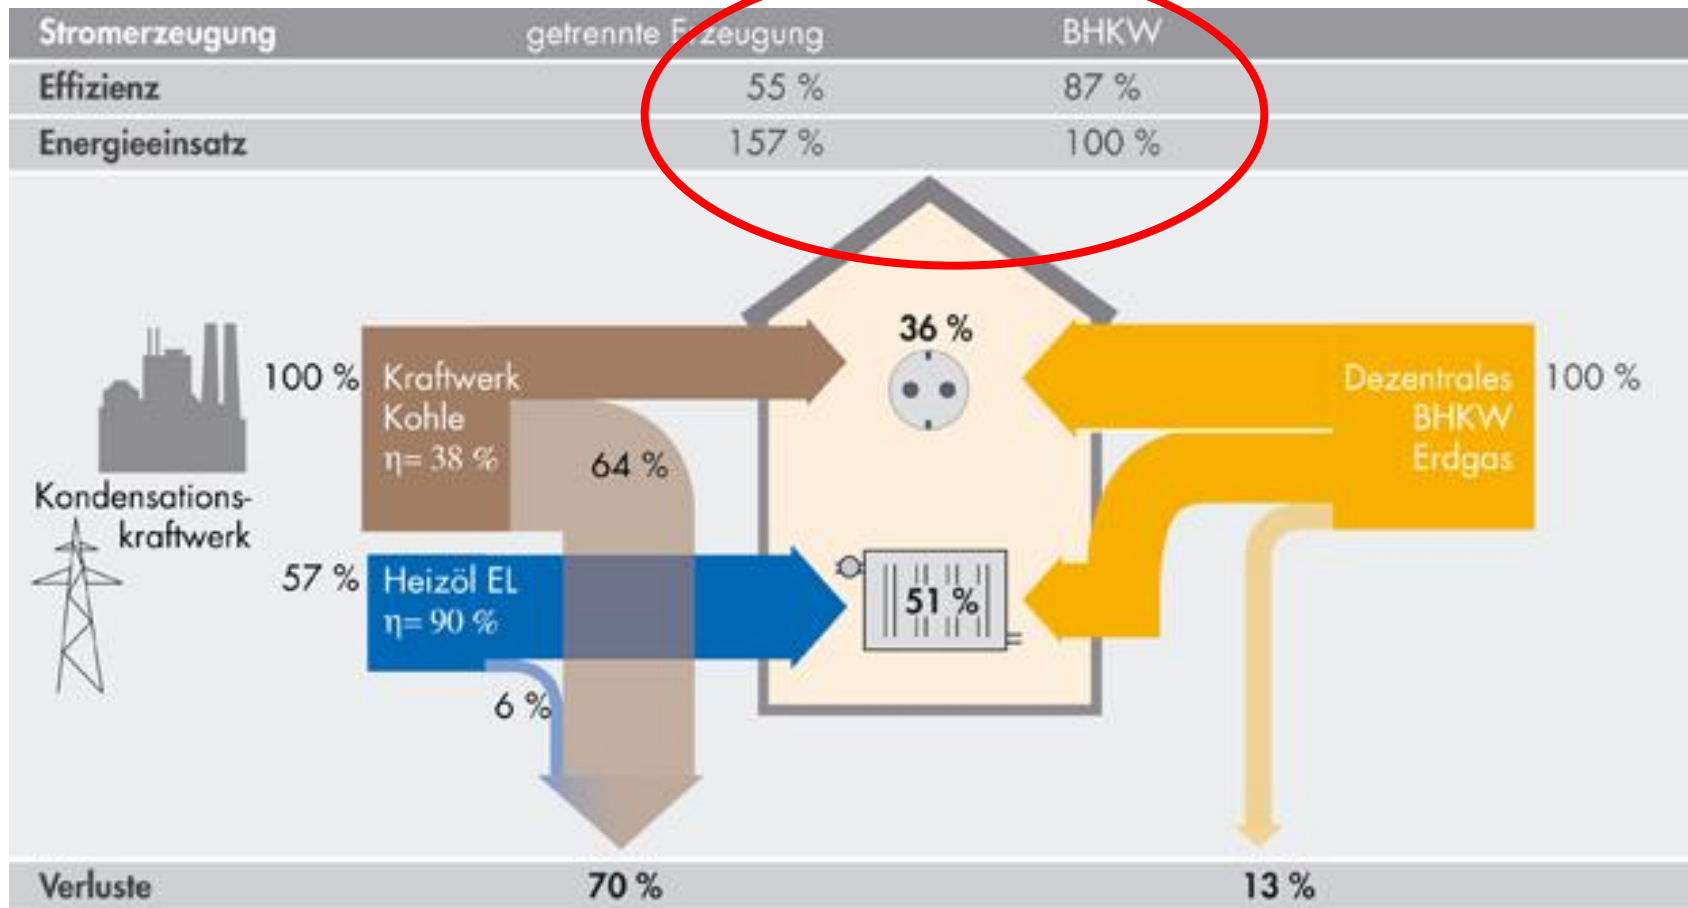 Stromerzeugung getrennte Erzeugung BHKW
Effizienz 55 % 87 %
Energieeinsatz 157 % 100 %
36 %
100 %
Kraftwerk
Kohle
η= 38 %
64 %
Dezentrales
BHKW
Erdgas
100 %
Kondensations-
kraftwerk
57 %
Heizöl EL
η= 90 %
51 %
6 %
Verluste 70 % 13 %